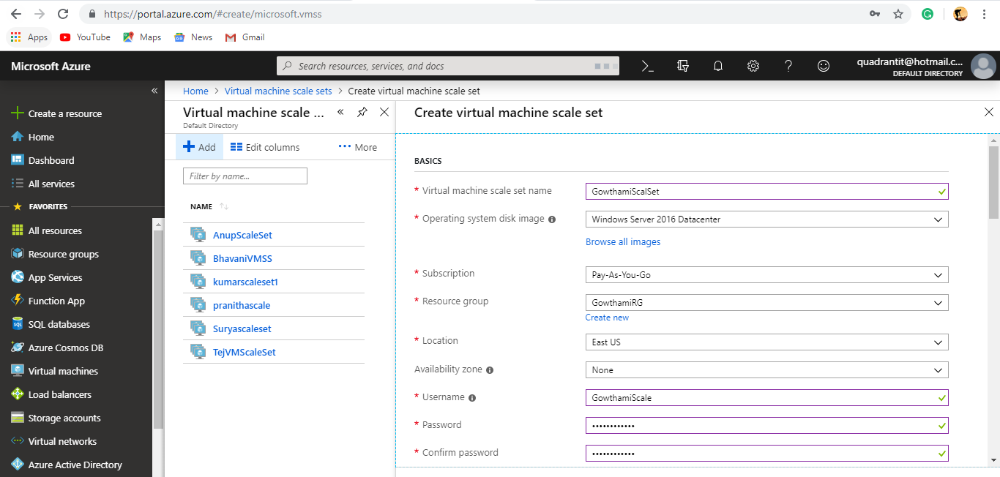 https://portal.azure.com/#create/microsoft.vmss
Apps YouTube Maps News Gmail
Microsoft Azure
Search resources, services, and docs
quadrantit@hotmail.c...
DEFAULT DIRECTORY
Create a resource
Home
Dashboard
All services
FAVORITES
All resources
Resource groups
App Services
Function App
SQL databases
Azure Cosmos DB
Virtual machines
Load balancers
Storage accounts
Virtual networks
Azure Active Directory
Home > Virtual machine scale sets > Create virtual machine scale set
Virtual machine scale ...
Default Directory
Add Edit columns More
Filter by name...
NAME
AnupScaleSet
BhavaniVMSS
kumarscaleset1
pranithascale
Suryascaleset
TejVMScaleSet
Create virtual machine scale set
BASICS
* Virtual machine scale set name GowthamiScalSet
* Operating system disk image Windows Server 2016 Datacenter
Browse all images
* Subscription Pay-As-You-Go
* Resource group GowthamiRG
Create new
* Location East US
Availability zone None
* Username GowthamiScale
* Password ••••••••••••
* Confirm password ••••••••••••